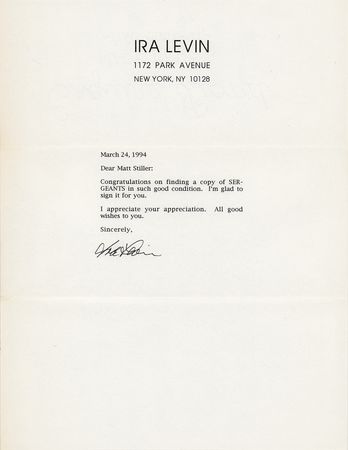 IRA LEVIN
1172 PARK AVENUE
NEW YORK, NY 10128
March 24, 1994
Dear Matt Stiller:
Congratulations on finding a copy of SER-
GEANTS in such good condition. I'm glad to
sign it for you.
I appreciate your appreciation. All good
wishes to you.
Sincerely,
Ira Levin